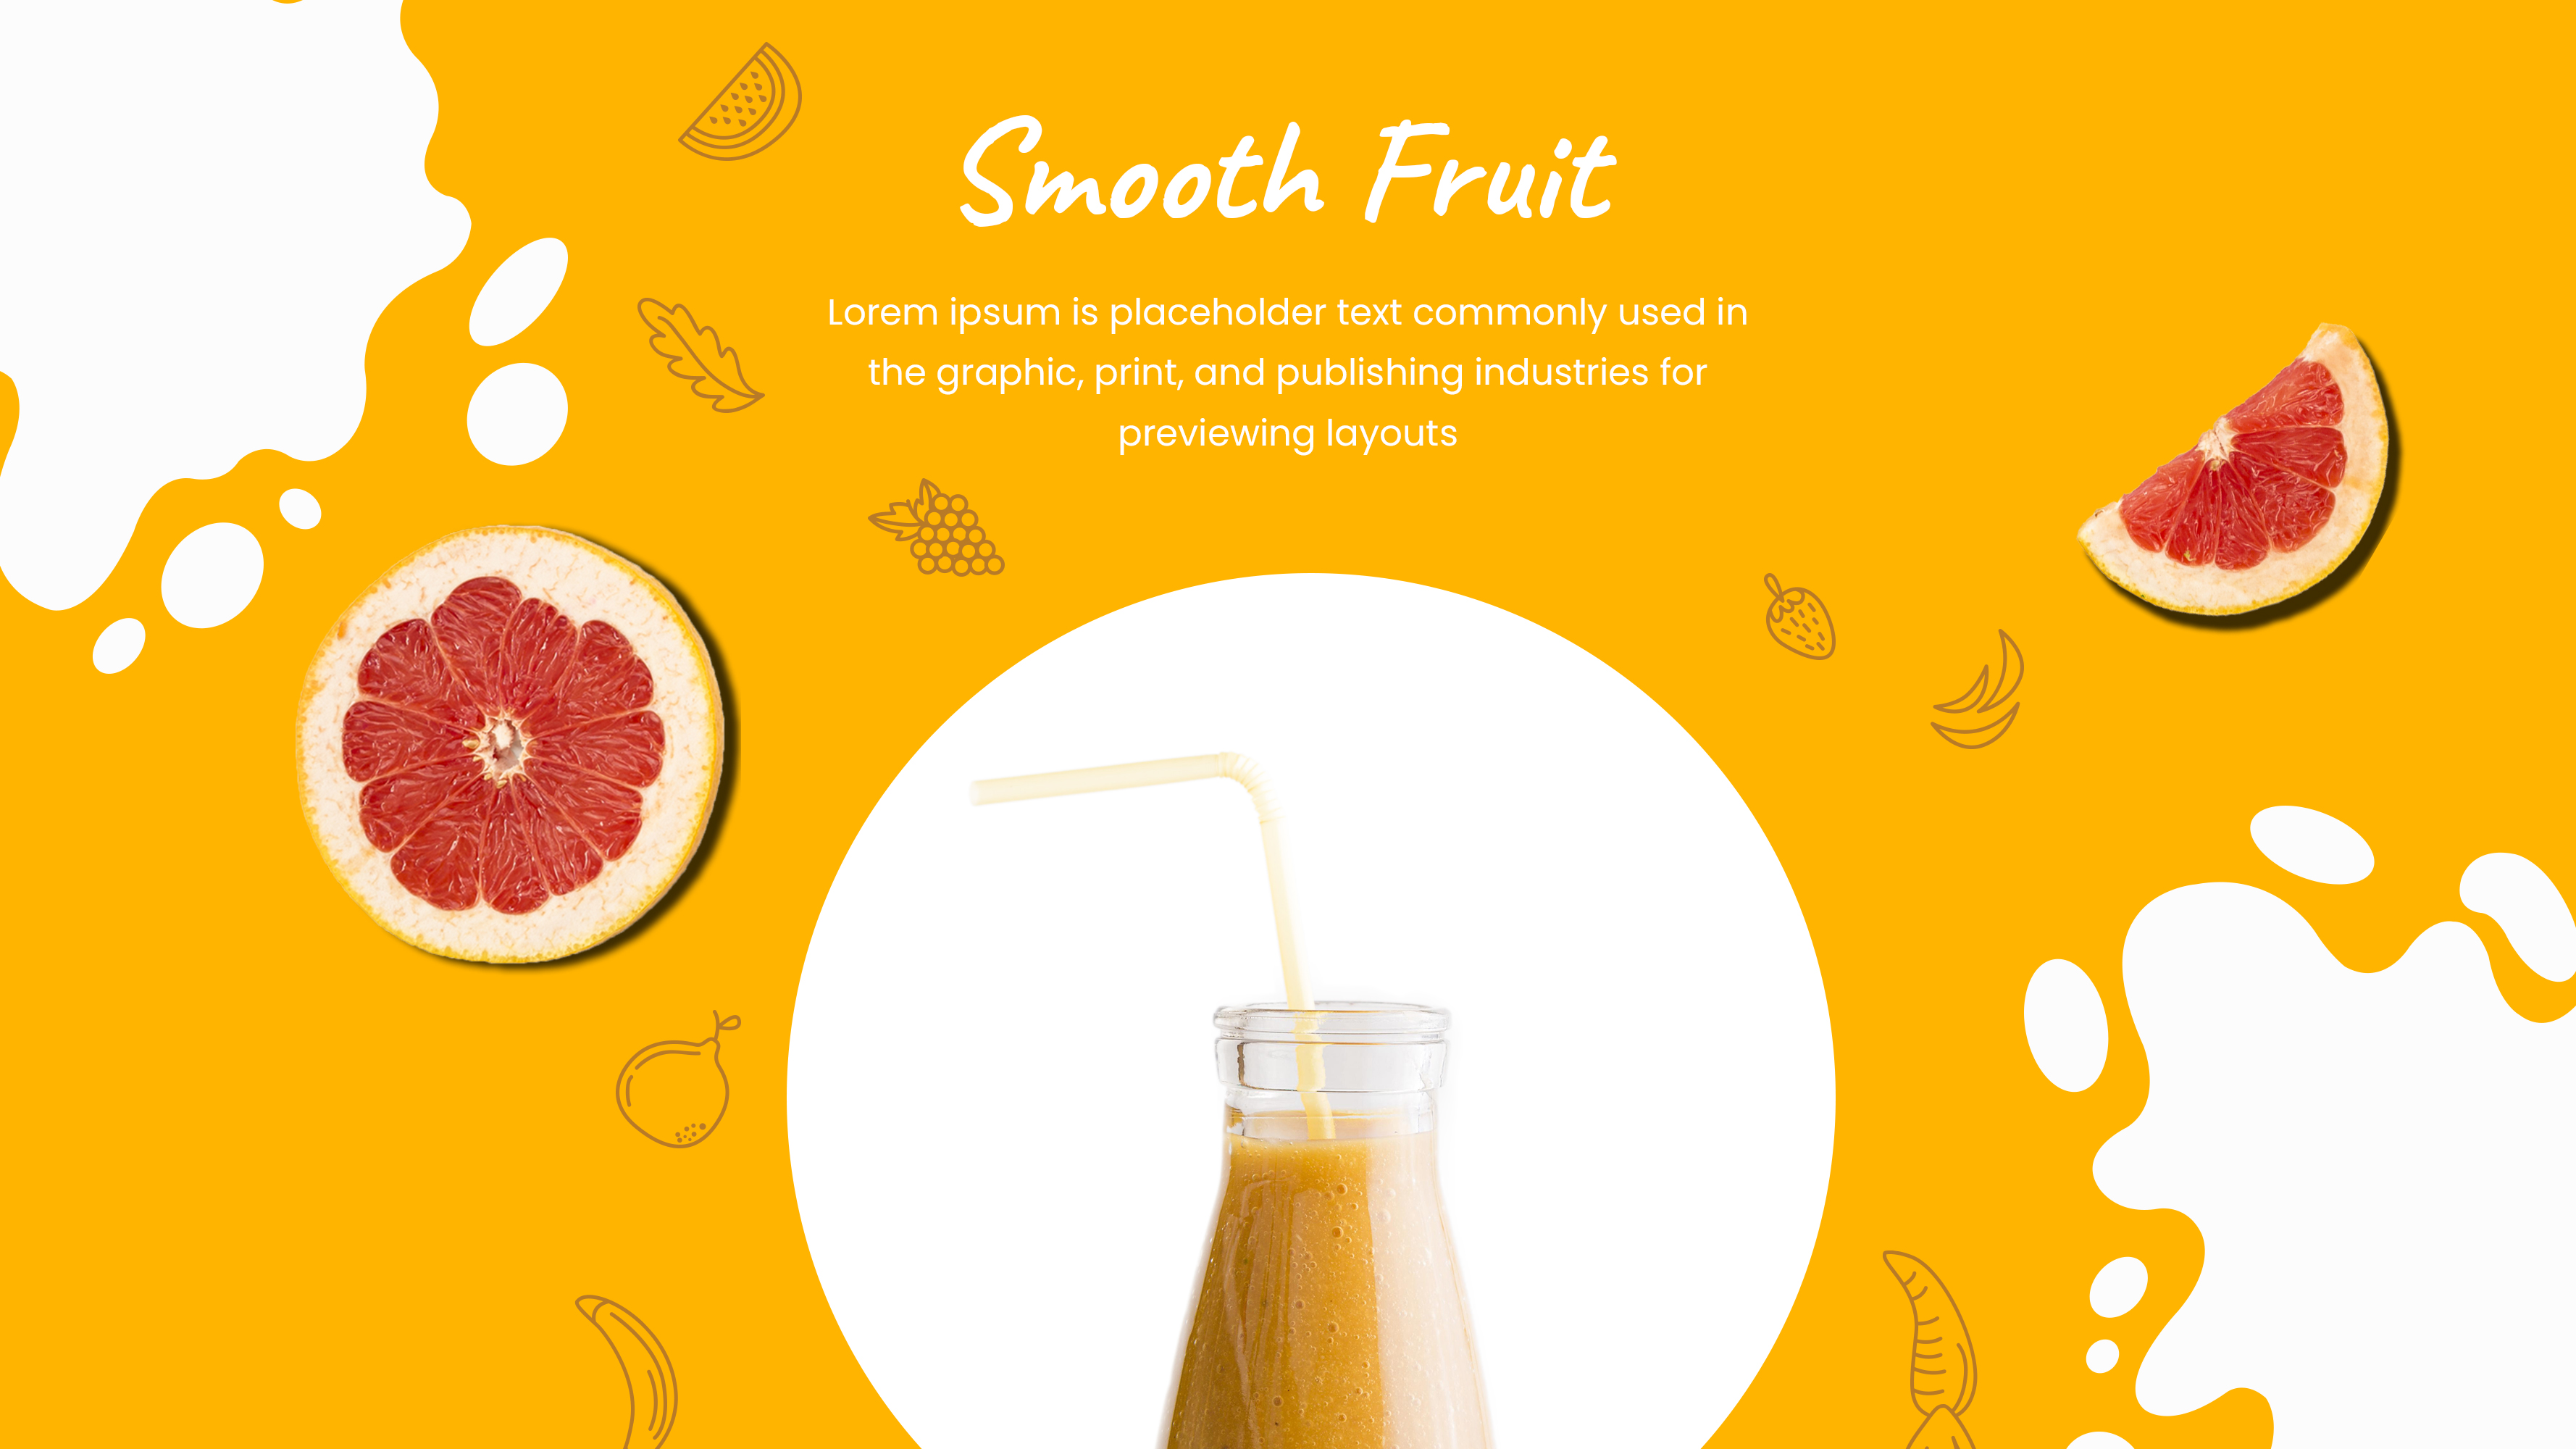 Smooth Fruit
Lorem ipsum is placeholder text commonly used in
the graphic, print, and publishing industries for
previewing layouts